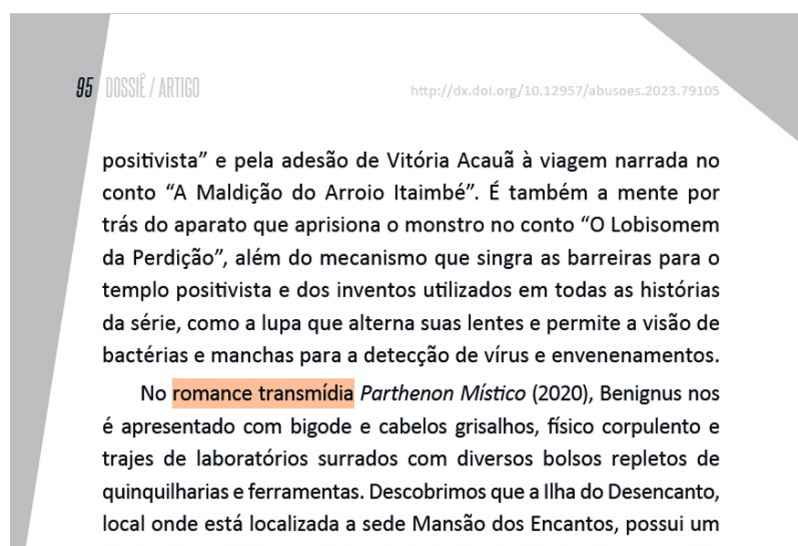 95 DOSSIÊ / ARTIGO
http://dx.doi.org/10.12957/abusoes.2023.79105
positivista” e pela adesão de Vitória Acauã à viagem narrada no
conto “A Maldição do Arroio Itaimbé”. É também a mente por
trás do aparato que aprisiona o monstro no conto “O Lobisomem
da Perdição”, além do mecanismo que singra as barreiras para o
templo positivista e dos inventos utilizados em todas as histórias
da série, como a lupa que alterna suas lentes e permite a visão de
bactérias e manchas para a detecção de vírus e envenenamentos.
No romance transmídia Parthenon Místico (2020), Benignus nos
é apresentado com bigode e cabelos grisalhos, físico corpulento e
trajes de laboratórios surrados com diversos bolsos repletos de
quinquilharias e ferramentas. Descobrimos que a Ilha do Desencanto,
local onde está localizada a sede Mansão dos Encantos, possui um